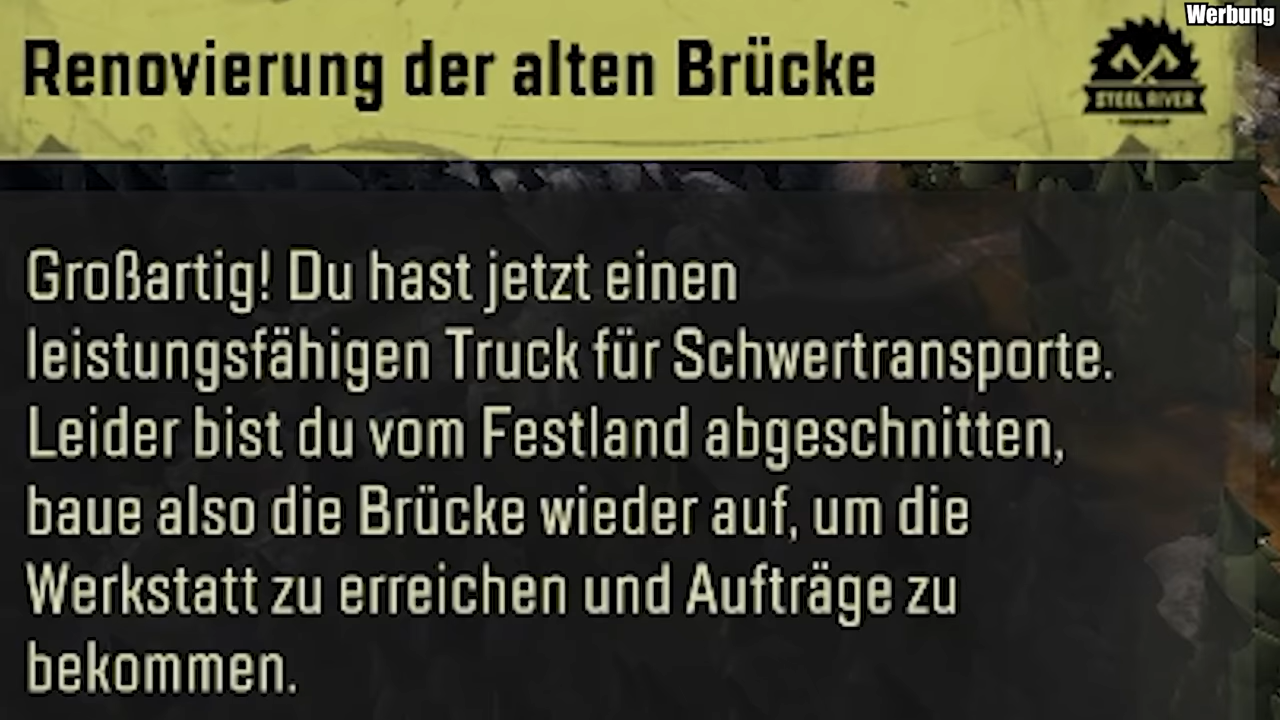 Werbung
Renovierung der alten Brücke
STEEL RIVER
Großartig! Du hast jetzt einen
leistungsfähigen Truck für Schwertransporte.
Leider bist du vom Festland abgeschnitten,
baue also die Brücke wieder auf, um die
Werkstatt zu erreichen und Aufträge zu
bekommen.